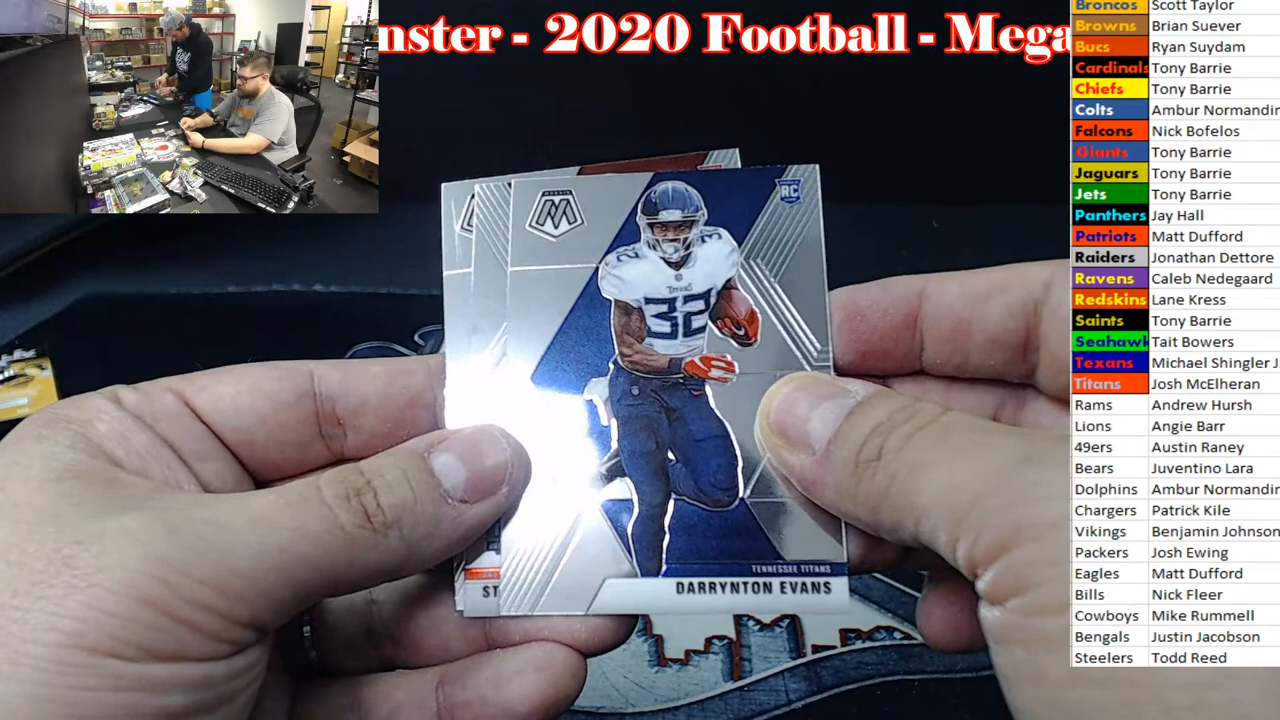 nster - 2020 Football - Mega
Broncos Scott Taylor
Browns Brian Suever
Bucs Ryan Suydam
Cardinals Tony Barrie
Chiefs Tony Barrie
Colts Ambur Normandin
Falcons Nick Bofelos
Giants Tony Barrie
Jaguars Tony Barrie
Jets Tony Barrie
Panthers Jay Hall
Patriots Matt Dufford
Raiders Jonathan Dettore
Ravens Caleb Nedegaard
Redskins Lane Kress
Saints Tony Barrie
Seahawk Tait Bowers
Texans Michael Shingler J
Titans Josh McElheran
Rams Andrew Hursh
Lions Angie Barr
49ers Austin Raney
Bears Juventino Lara
Dolphins Ambur Normandin
Chargers Patrick Kile
Vikings Benjamin Johnson
Packers Josh Ewing
Eagles Matt Dufford
Bills Nick Fleer
Cowboys Mike Rummell
Bengals Justin Jacobson
Steelers Todd Reed
MOSAIC
M
RC
32
TITANS
32
TENNESSEE TITANS
DARRYNTON EVANS
ST